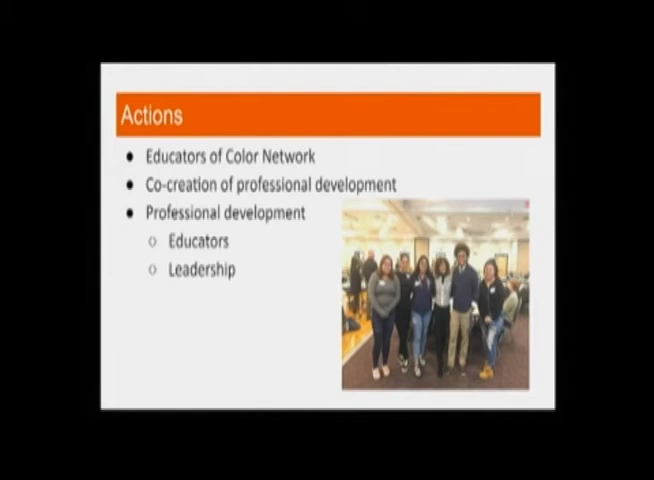 Actions
● Educators of Color Network
● Co-creation of professional development
● Professional development
○ Educators
○ Leadership